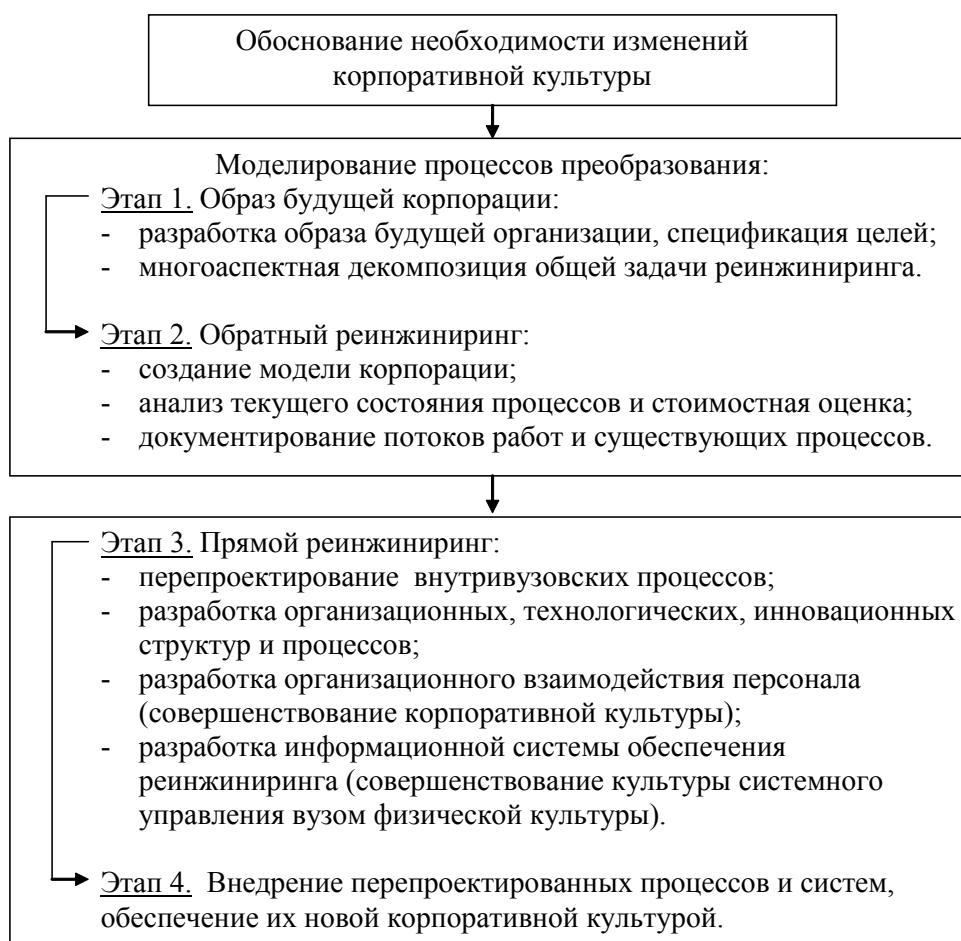 Обоснование необходимости изменений
корпоративной культуры
Моделирование процессов преобразования:
Этап 1. Образ будущей корпорации:
- разработка образа будущей организации, спецификация целей;
- многоаспектная декомпозиция общей задачи реинжиниринга.
Этап 2. Обратный реинжиниринг:
- создание модели корпорации;
- анализ текущего состояния процессов и стоимостная оценка;
- документирование потоков работ и существующих процессов.
Этап 3. Прямой реинжиниринг:
- перепроектирование внутривузовских процессов;
- разработка организационных, технологических, инновационных
структур и процессов;
- разработка организационного взаимодействия персонала
(совершенствование корпоративной культуры);
- разработка информационной системы обеспечения
реинжиниринга (совершенствование культуры системного
управления вузом физической культуры).
Этап 4. Внедрение перепроектированных процессов и систем,
обеспечение их новой корпоративной культурой.